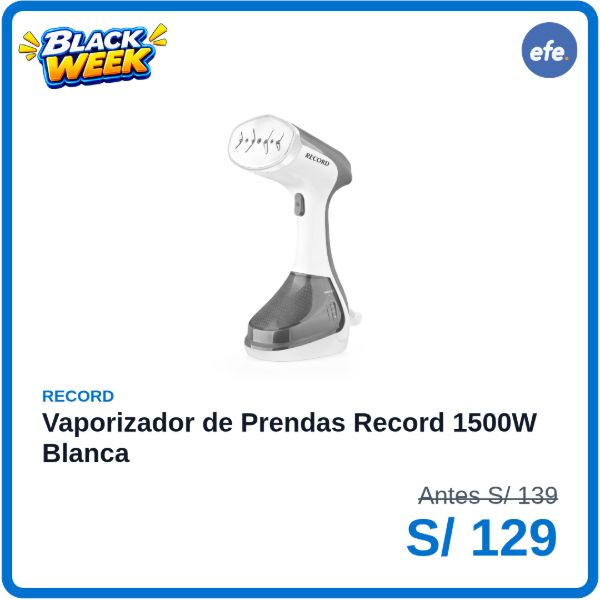 BLACK
WEEK
efe.
RECORD
RECORD
Vaporizador de Prendas Record 1500W
Blanca
Antes S/ 139
S/ 129